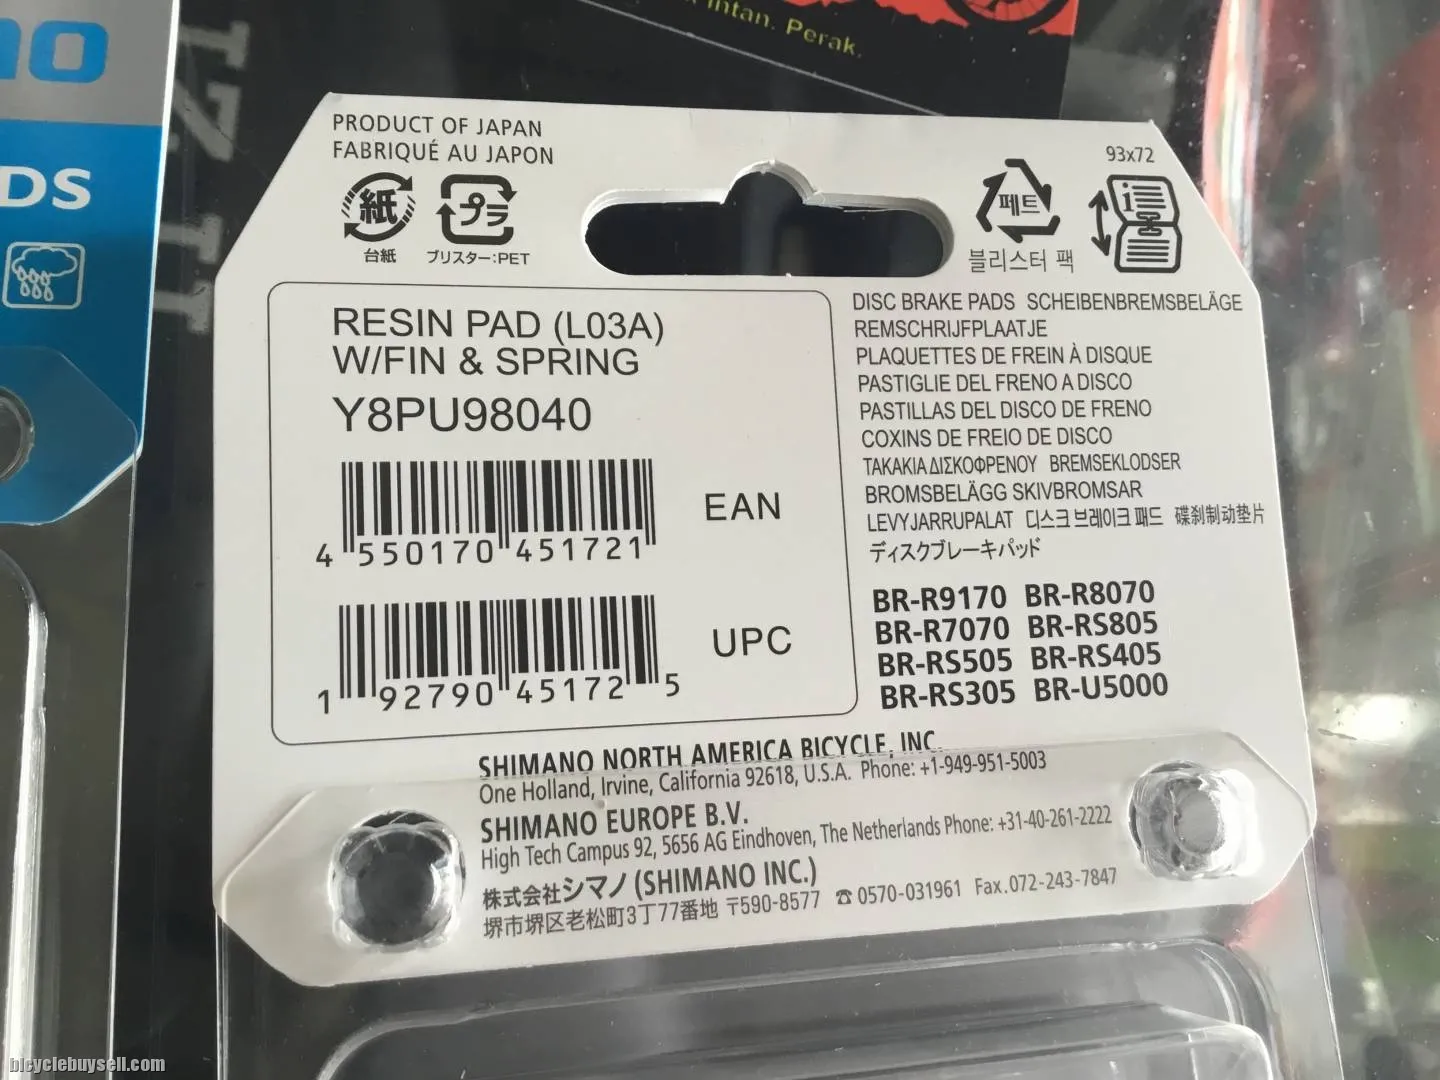 no
DS
intan. Perak.
PRODUCT OF JAPAN
FABRIQUÉ AU JAPON
紙
台紙
プラ
ブリスター:PET
93x72
페트
블리스터 팩
i
RESIN PAD (L03A)
W/FIN & SPRING
Y8PU98040
4 550170 451721
EAN
1 92790 45172 5
UPC
DISC BRAKE PADS SCHEIBENBREMSBELÄGE
REMSCHRIJFPLAATJE
PLAQUETTES DE FREIN À DISQUE
PASTIGLIE DEL FRENO A DISCO
PASTILLAS DEL DISCO DE FRENO
COXINS DE FREIO DE DISCO
ΤΑΚΑΚΙΑ ΔΙΣΚΟΦΡΕΝΟΥ BREMSEKLODSER
BROMSBELÄGG SKIVBROMSAR
LEVYJARRUPALAT 디스크 브레이크 패드 碟刹制动垫片
ディスクブレーキパッド
BR-R9170 BR-R8070
BR-R7070 BR-RS805
BR-RS505 BR-RS405
BR-RS305 BR-U5000
SHIMANO NORTH AMERICA BICYCLE, INC.
One Holland, Irvine, California 92618, U.S.A. Phone: +1-949-951-5003
SHIMANO EUROPE B.V.
High Tech Campus 92, 5656 AG Eindhoven, The Netherlands Phone: +31-40-261-2222
株式会社シマノ (SHIMANO INC.)
堺市堺区老松町3丁77番地 〒590-8577 ☎0570-031961 Fax.072-243-7847
bicyclebuysell.com